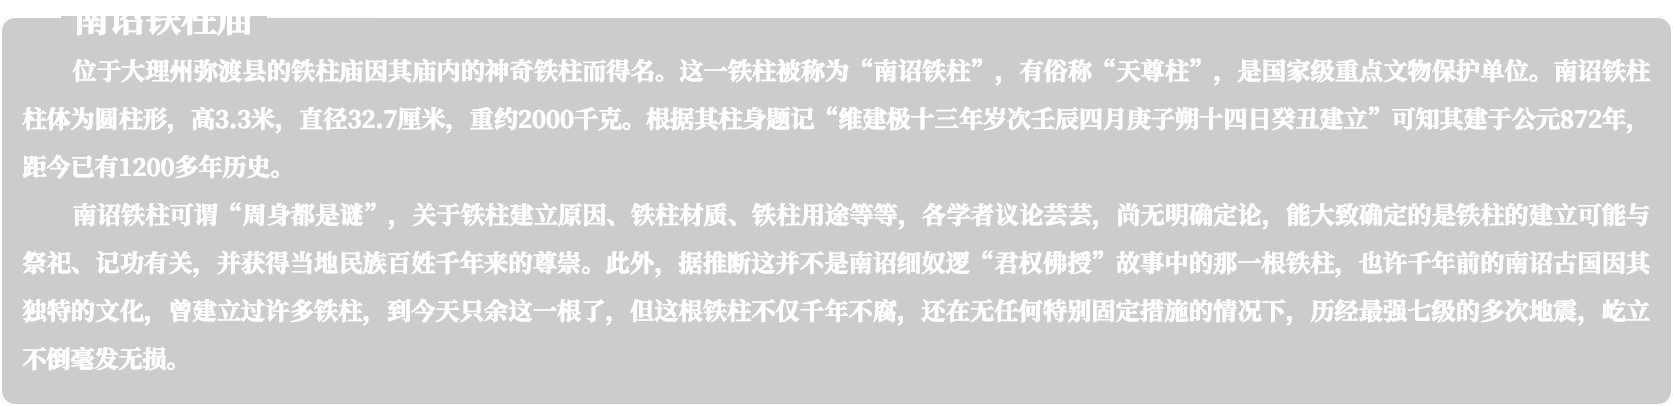 南诏铁柱庙
位于大理州弥渡县的铁柱庙因其庙内的神奇铁柱而得名。这一铁柱被称为“南诏铁柱”，有俗称“天尊柱”，是国家级重点文物保护单位。南诏铁柱
柱体为圆柱形，高3.3米，直径32.7厘米，重约2000千克。根据其柱身题记“维建极十三年岁次壬辰四月庚子朔十四日癸丑建立”可知其建于公元872年，
距今已有1200多年历史。
南诏铁柱可谓“周身都是谜”，关于铁柱建立原因、铁柱材质、铁柱用途等等，各学者议论芸芸，尚无明确定论，能大致确定的是铁柱的建立可能与
祭祀、记功有关，并获得当地民族百姓千年来的尊崇。此外，据推断这并不是南诏细奴逻“君权佛授”故事中的那一根铁柱，也许千年前的南诏古国因其
独特的文化，曾建立过许多铁柱，到今天只余这一根了，但这根铁柱不仅千年不腐，还在无任何特别固定措施的情况下，历经最强七级的多次地震，屹立
不倒毫发无损。